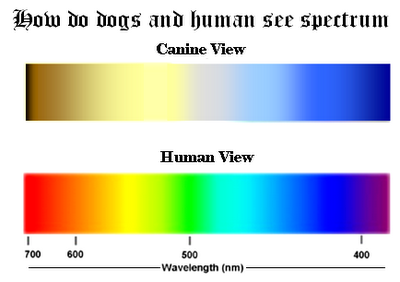 How do dogs and human see spectrum
Canine View
Human View
700 600 500 400
Wavelength (nm)